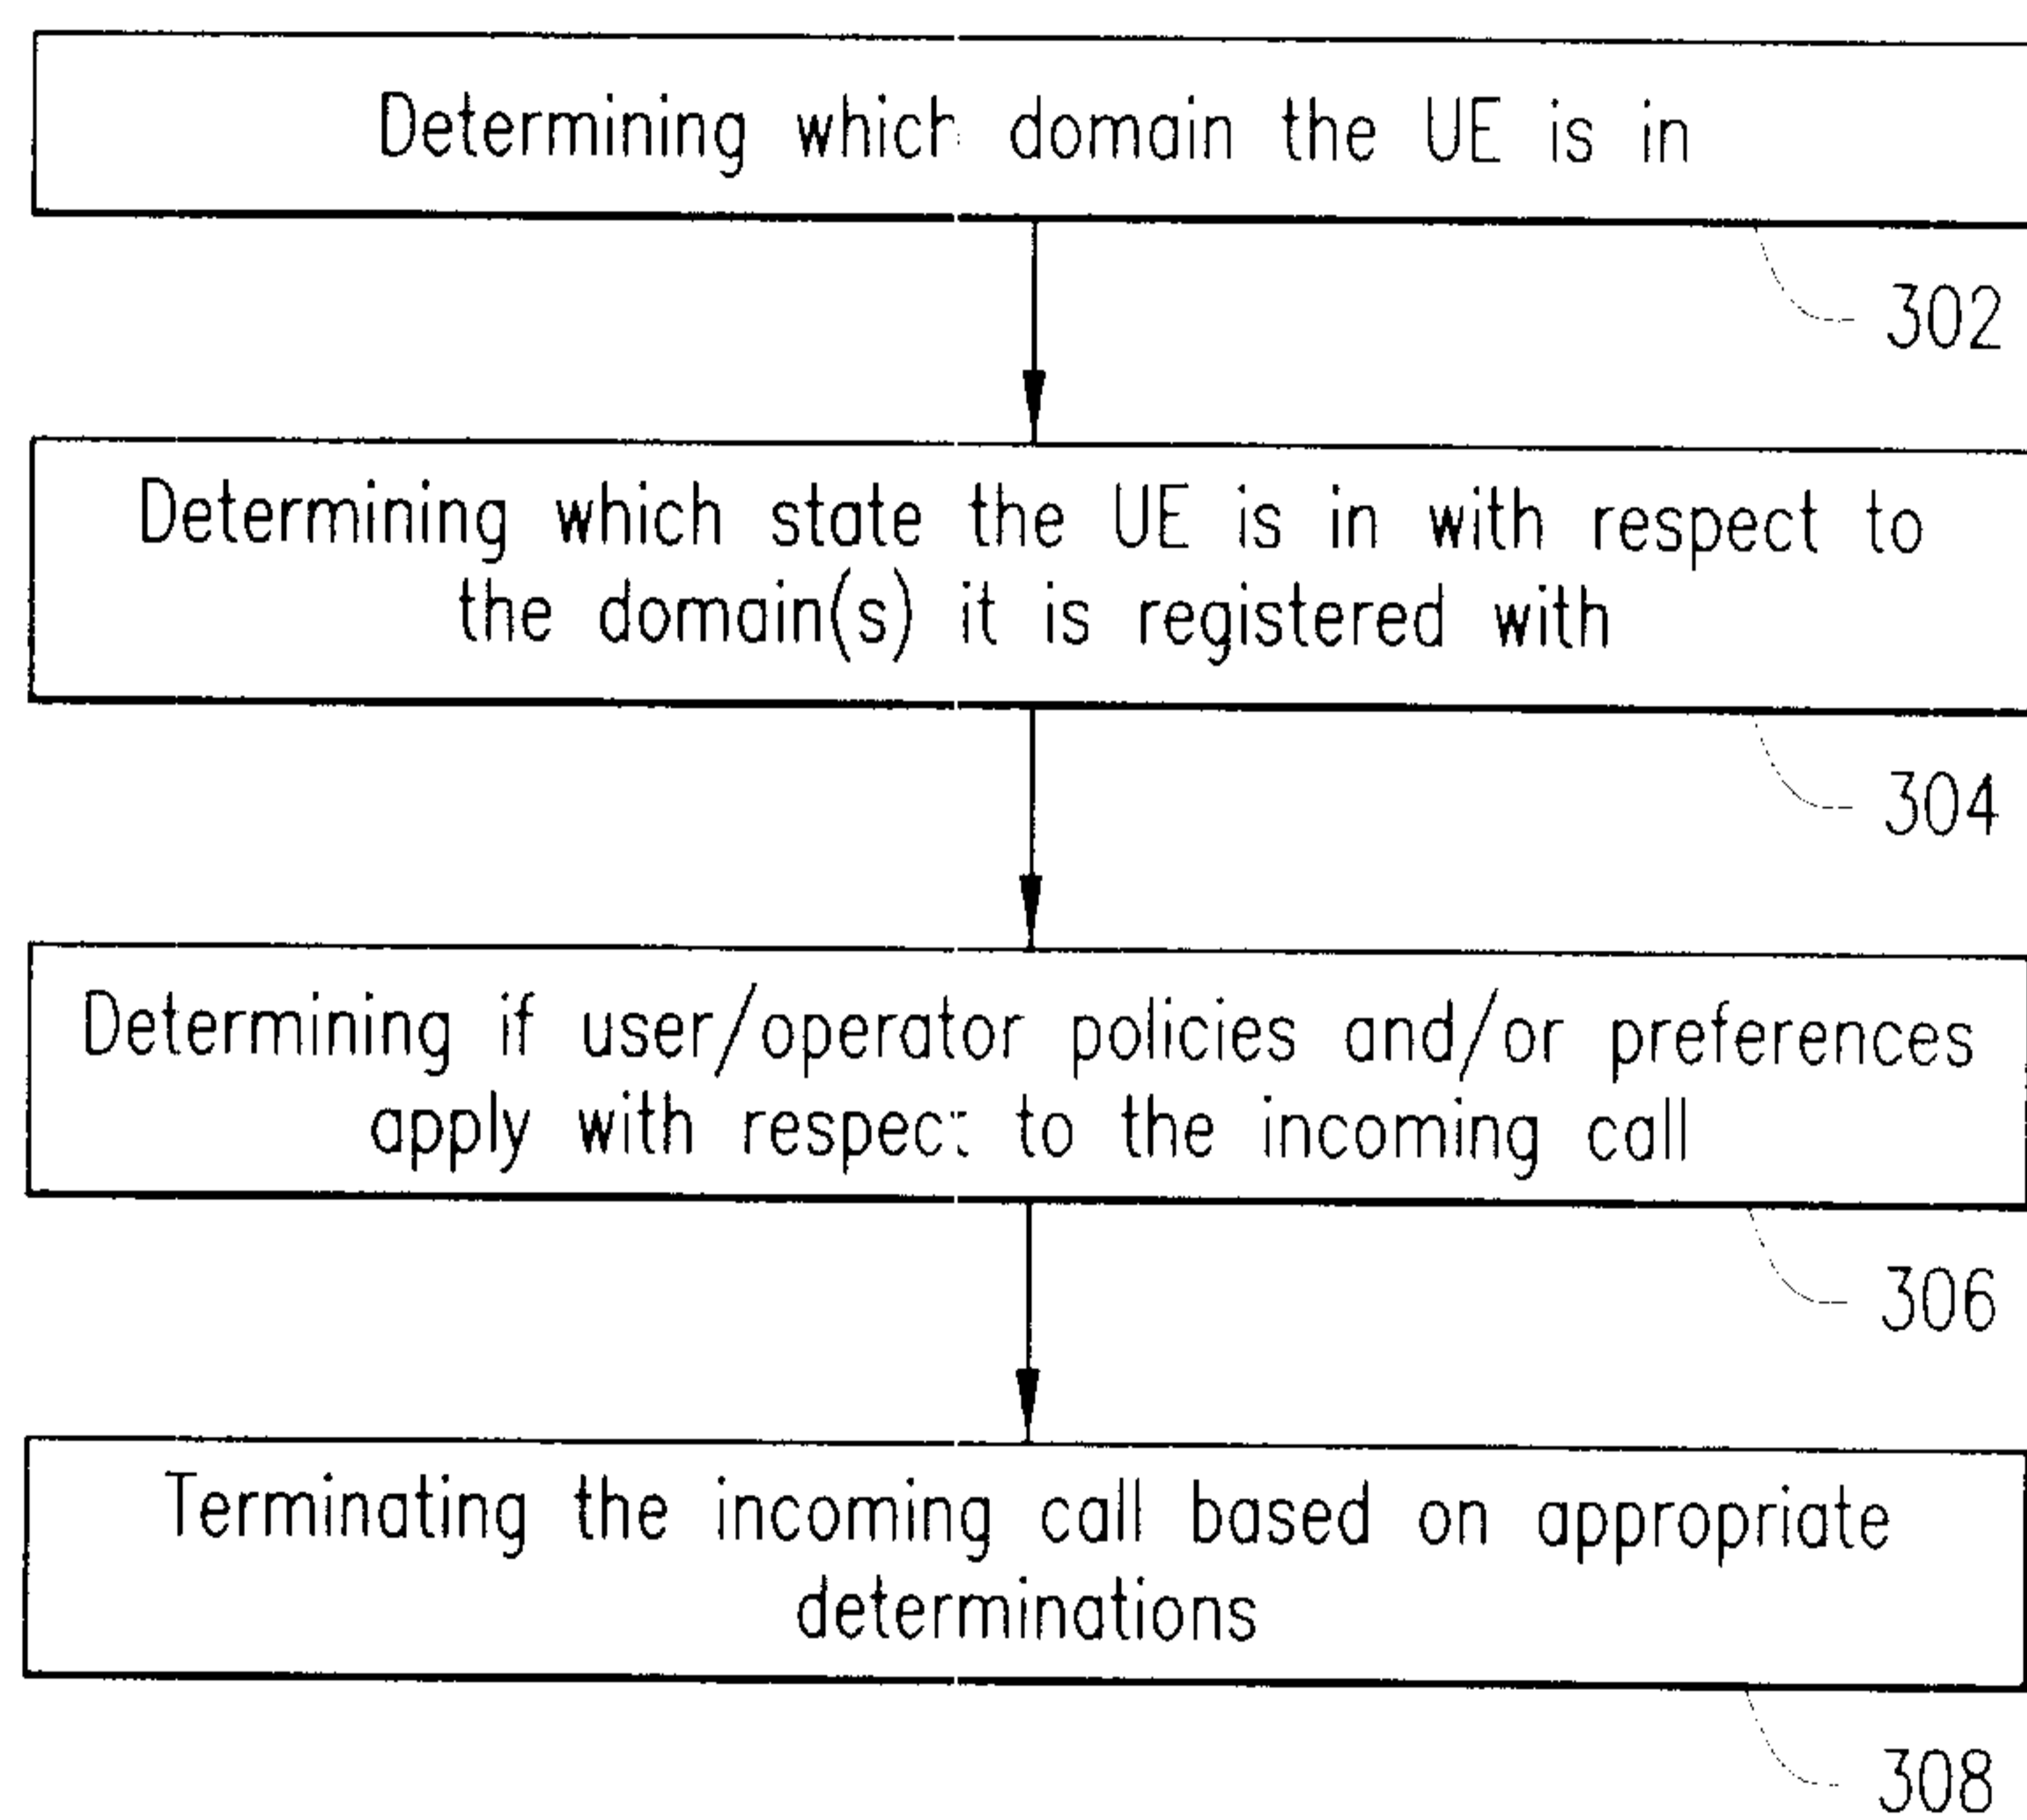 Determining which domain the UE is in
302
Determining which state the UE is in with respect to
the domain(s) it is registered with
304
Determining if user/operator policies and/or preferences
apply with respect to the incoming call
306
Terminating the incoming call based on appropriate
determinations
308